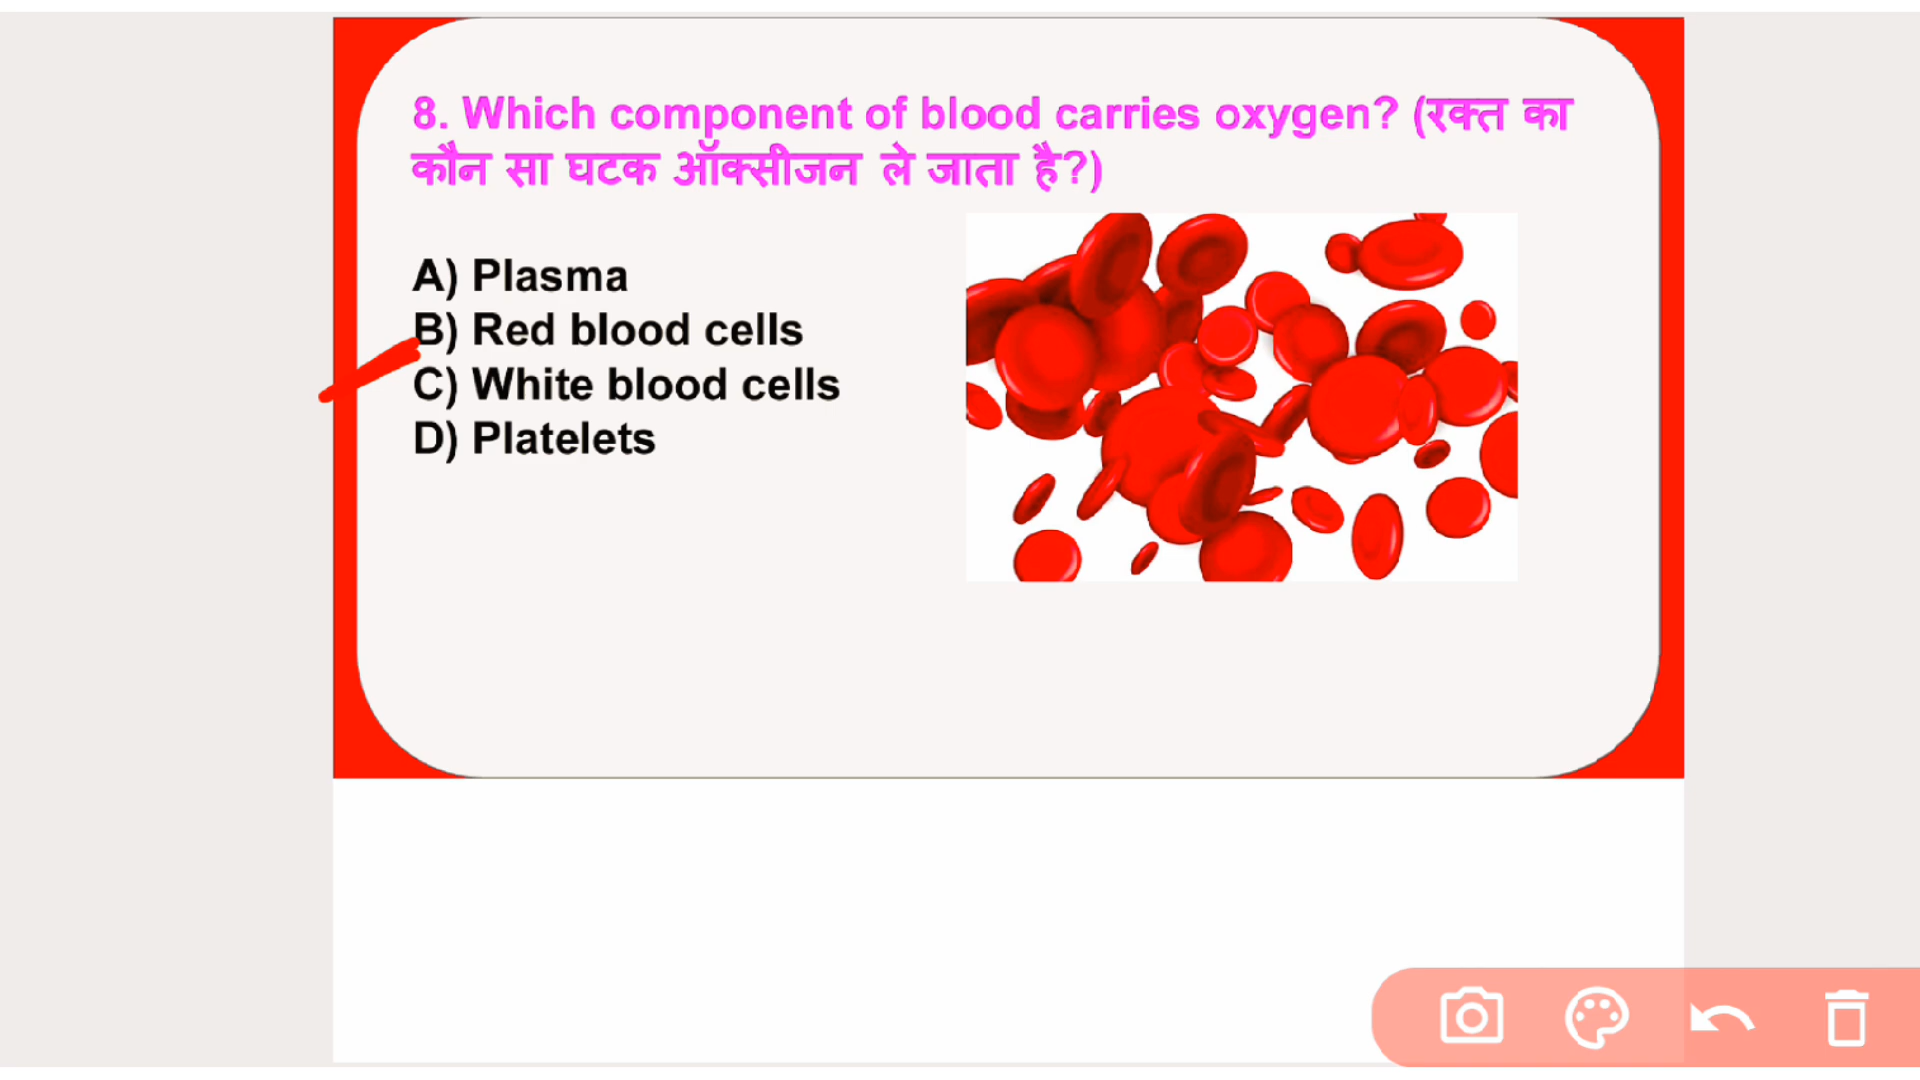 8. Which component of blood carries oxygen? (रक्त का
कौन सा घटक ऑक्सीजन ले जाता है?)
A) Plasma
B) Red blood cells
C) White blood cells
D) Platelets